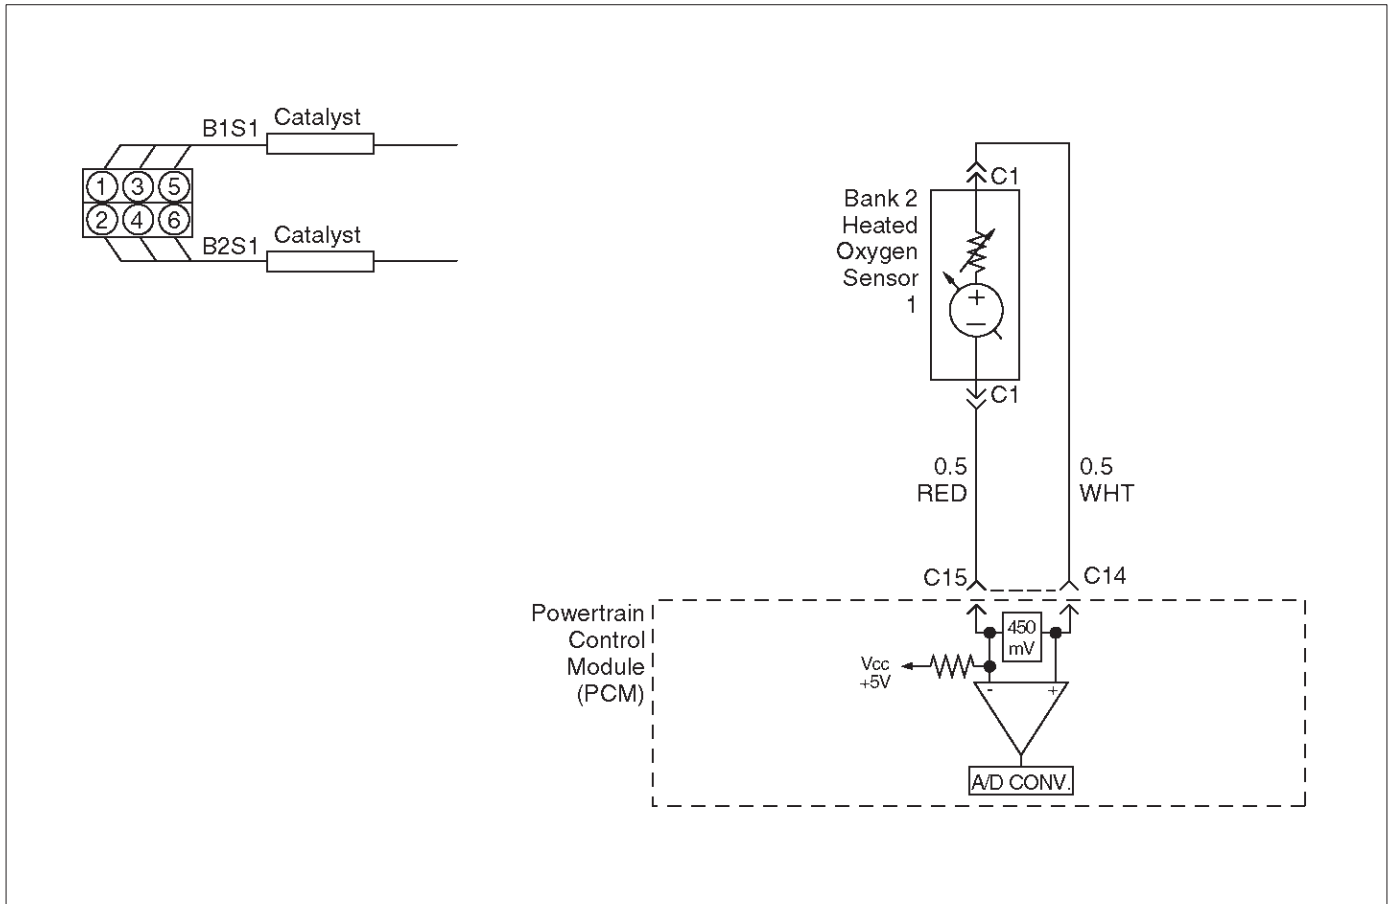 B1S1
Catalyst
1 3 5
2 4 6
B2S1
Catalyst
C1
Bank 2
Heated
Oxygen
Sensor
1
+
—
C1
0.5
RED
0.5
WHT
C15
C14
Powertrain
Control
Module
(PCM)
450
mV
Vcc
+5V
- +
A/D CONV.